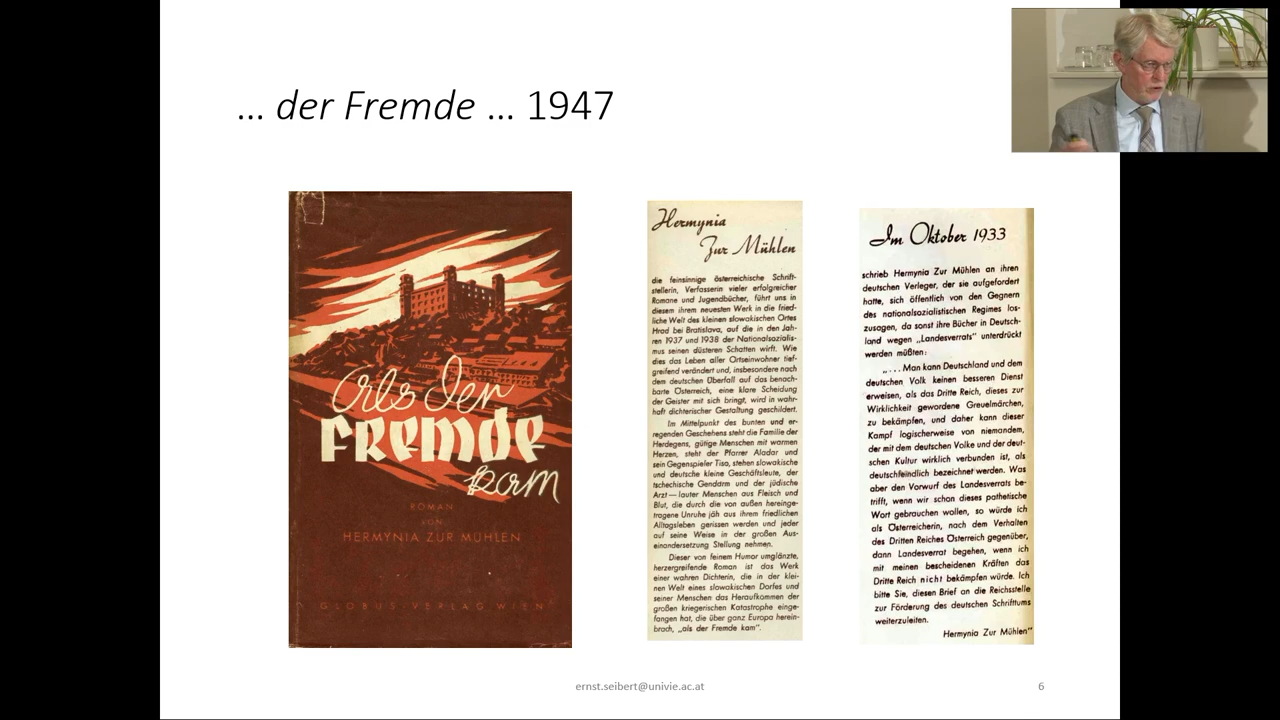 ... der Fremde ... 1947
Als der
FREMDE
kam
ROMAN
VON
HERMYNIA ZUR MÜHLEN
GLOBUS-VERLAG WIEN
Hermynia
Zur Mühlen
die feinsinnige österreichische Schrift-
stellerin, Verfasserin vieler erfolgreicher
Romane und Jugendbücher, führt uns in
diesem ihrem neuesten Werk in die fried-
liche Welt des kleinen slowakischen Ortes
Hrad bei Bratislava, auf die in den Jah-
ren 1937 und 1938 der Nationalsozialis-
mus seinen düsteren Schatten wirft. Wie
dies das Leben aller Ortseinwohner tief-
greifend verändert und, insbesondere nach
dem deutschen Überfall auf das benach-
barte Österreich, eine klare Scheidung
der Geister mit sich bringt, wird in wahr-
haft dichterischer Gestaltung geschildert.
Im Mittelpunkt des bunten und er-
regenden Geschehens steht die Familie der
Herdegens, gütige Menschen mit warmen
Herzen, steht der Pfarrer Aladar und
sein Gegenspieler Tiso, stehen slowakische
und deutsche kleine Geschäftsleute, der
tschechische Gendarm und der jüdische
Arzt — lauter Menschen aus Fleisch und
Blut, die durch die von außen hereinge-
tragene Unruhe jäh aus ihrem friedlichen
Alltagsleben gerissen werden und jeder
auf seine Weise in der großen Aus-
einandersetzung Stellung nehmen.
Dieser von feinem Humor umglänzte,
herzergreifende Roman ist das Werk
einer wahren Dichterin, die in der klei-
nen Welt eines slowakischen Dorfes und
seiner Menschen das Heraufkommen der
großen kriegerischen Katastrophe einge-
fangen hat, die über ganz Europa herein-
brach, „als der Fremde kam".
Im Oktober 1933
schrieb Hermynia Zur Mühlen an ihren
deutschen Verleger, der sie aufgefordert
hatte, sich öffentlich von den Gegnern
des nationalsozialistischen Regimes los-
zusagen, da sonst ihre Bücher in Deutsch-
land wegen „Landesverrats" unterdrückt
werden müßten:
„. . . Man kann Deutschland und dem
deutschen Volk keinen besseren Dienst
erweisen, als das Dritte Reich, dieses zur
Wirklichkeit gewordene Greuelmärchen,
zu bekämpfen, und daher kann dieser
Kampf logischerweise von niemandem,
der mit dem deutschen Volke und der deut-
schen Kultur wirklich verbunden ist, als
deutschfeindlich bezeichnet werden. Was
aber den Vorwurf des Landesverrats be-
trifft, wenn wir schon dieses pathetische
Wort gebrauchen wollen, so würde ich
als Österreicherin, nach dem Verhalten
des Dritten Reiches Österreich gegenüber,
dann Landesverrat begehen, wenn ich
mit meinen bescheidenen Kräften das
Dritte Reich nicht bekämpfen würde. Ich
bitte Sie, diesen Brief an die Reichsstelle
zur Förderung des deutschen Schrifttums
weiterzuleiten.
Hermynia Zur Mühlen"
ernst.seibert@univie.ac.at
6